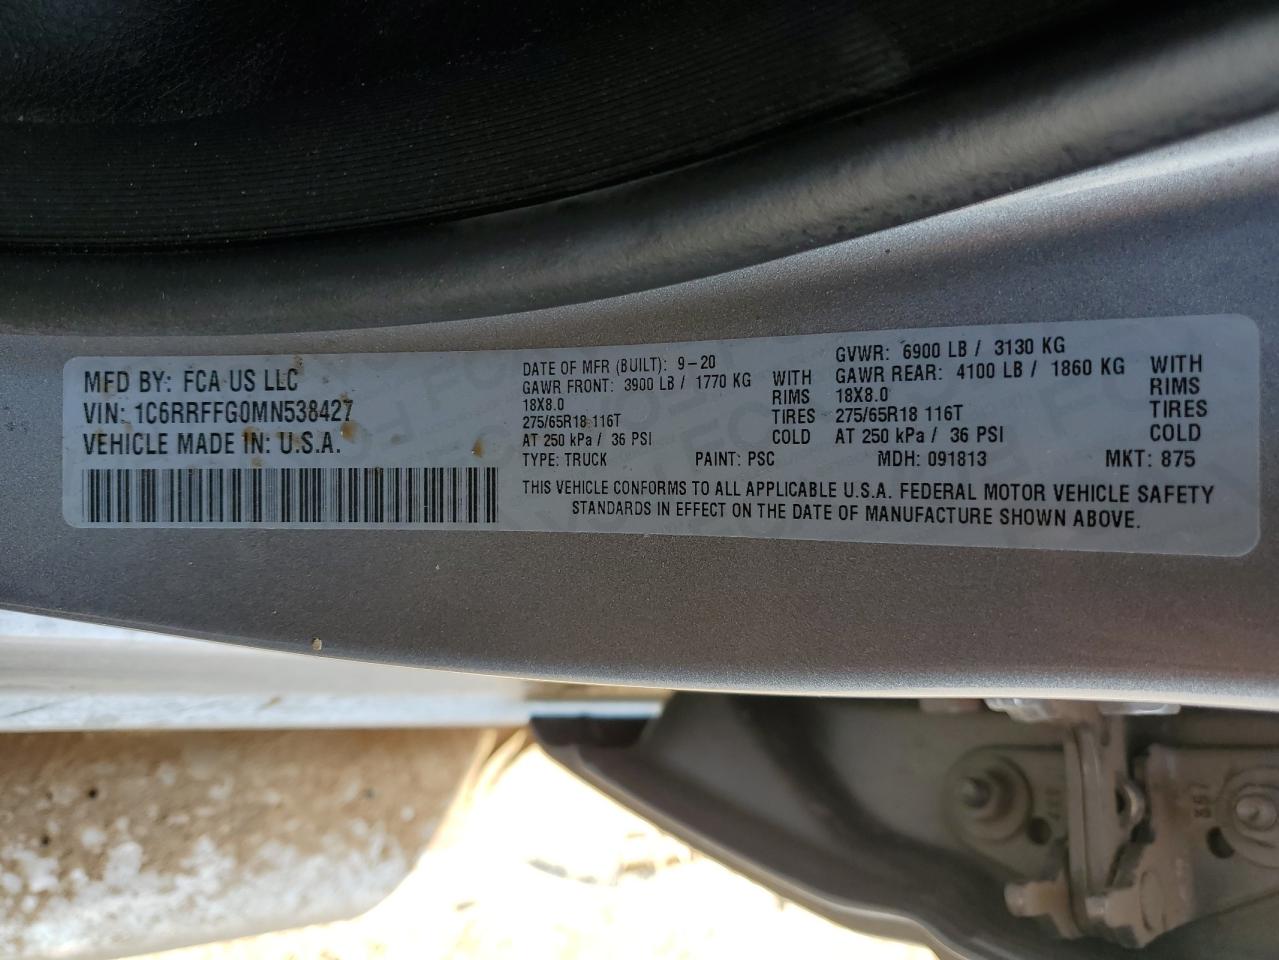 MFD BY: FCA US LLC
VIN: 1C6RRFFG0MN538427
VEHICLE MADE IN: U.S.A.
DATE OF MFR (BUILT): 9-20
GAWR FRONT: 3900 LB / 1770 KG WITH
18X8.0 RIMS
275/65R18 116T TIRES
AT 250 kPa / 36 PSI COLD
GVWR: 6900 LB / 3130 KG
GAWR REAR: 4100 LB / 1860 KG WITH
18X8.0 RIMS
275/65R18 116T TIRES
AT 250 kPa / 36 PSI COLD
TYPE: TRUCK PAINT: PSC MDH: 091813 MKT: 875
THIS VEHICLE CONFORMS TO ALL APPLICABLE U.S.A. FEDERAL MOTOR VEHICLE SAFETY
STANDARDS IN EFFECT ON THE DATE OF MANUFACTURE SHOWN ABOVE.